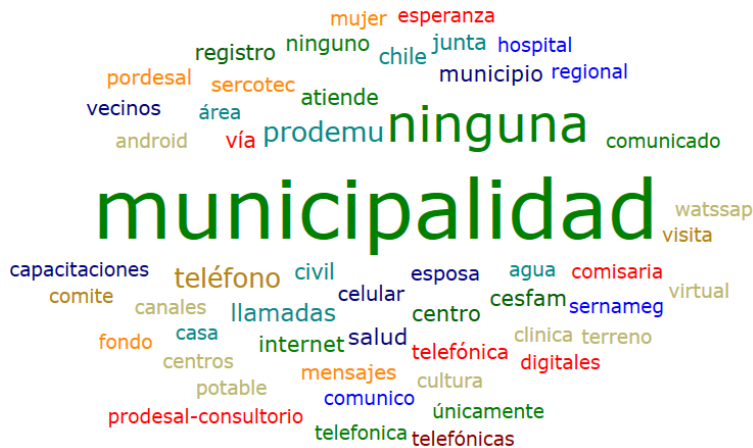 mujer esperanza
registro ninguno chile junta hospital
pordesal sercotec atiende municipio regional
vecinos área
android vía prodemu ninguna comunicado
municipalidad watssap
visita
capacitaciones teléfono civil esposa agua comisaria
comite canales llamadas celular centro cesfam sernameg virtual
fondo casa internet salud telefónica clinica terreno
centros mensajes cultura digitales
potable comunico
prodesal-consultorio únicamente
telefonica telefónicas